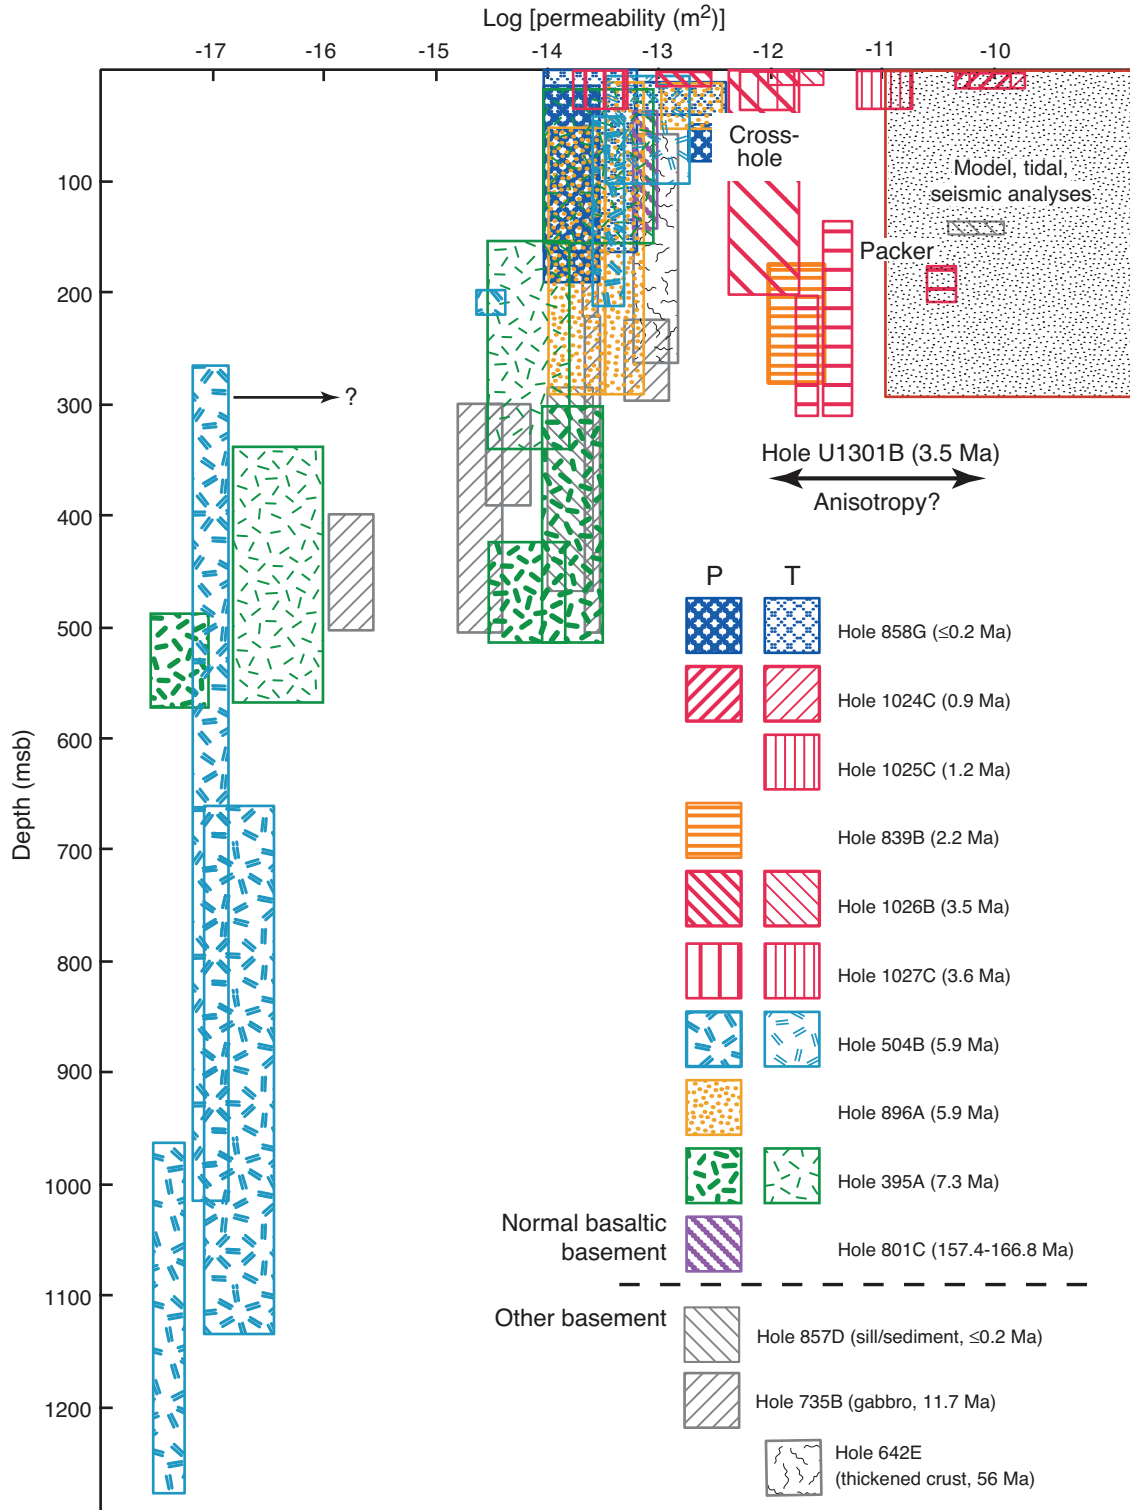 Log [permeability (m2)]
-17 -16 -15 -14 -13 -12 -11 -10
Depth (msb)
100
200
300
400
500
600
700
800
900
1000
1100
1200
?
Cross-
hole
Model, tidal,
seismic analyses
Packer
Hole U1301B (3.5 Ma)
Anisotropy?
P T
Hole 858G (≤0.2 Ma)
Hole 1024C (0.9 Ma)
Hole 1025C (1.2 Ma)
Hole 839B (2.2 Ma)
Hole 1026B (3.5 Ma)
Hole 1027C (3.6 Ma)
Hole 504B (5.9 Ma)
Hole 896A (5.9 Ma)
Hole 395A (7.3 Ma)
Normal basaltic
basement
Hole 801C (157.4-166.8 Ma)
Other basement
Hole 857D (sill/sediment, ≤0.2 Ma)
Hole 735B (gabbro, 11.7 Ma)
Hole 642E
(thickened crust, 56 Ma)